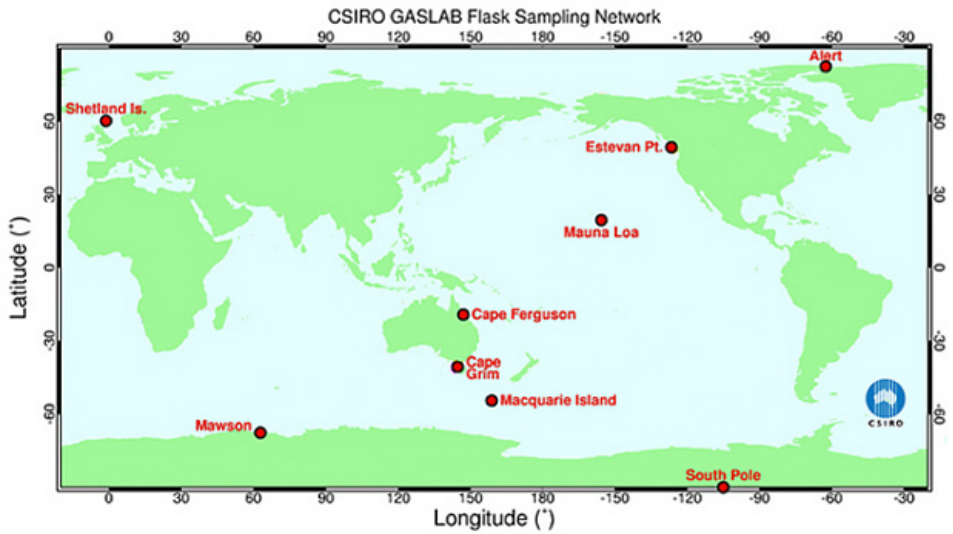 CSIRO GASLAB Flask Sampling Network
0 30 60 90 120 150 180 -150 -120 -90 -60 -30
Alert
Shetland Is.
60 60
Estevan Pt.
30 30
Mauna Loa
0 0
Latitude (˚)
Cape Ferguson
-30 -30
Cape
Grim
Macquarie Island
-60 -60
CSIRO
Mawson
South Pole
0 30 60 90 120 150 180 -150 -120 -90 -60 -30
Longitude (˚)